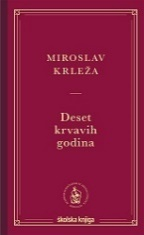 MIROSLAV
KRLEŽA
Deset
krvavih
godina
školska knjiga